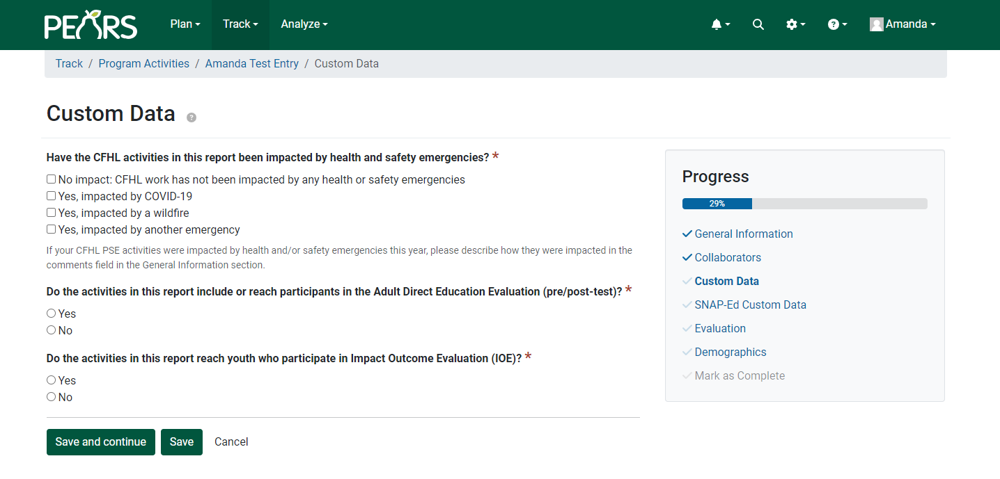 PEARS Plan Track Analyze Amanda
Track / Program Activities / Amanda Test Entry / Custom Data
Custom Data ?
Have the CFHL activities in this report been impacted by health and safety emergencies? *
No impact: CFHL work has not been impacted by any health or safety emergencies
Yes, impacted by COVID-19
Yes, impacted by a wildfire
Yes, impacted by another emergency
If your CFHL PSE activities were impacted by health and/or safety emergencies this year, please describe how they were impacted in the
comments field in the General Information section.
Do the activities in this report include or reach participants in the Adult Direct Education Evaluation (pre/post-test)? *
Yes
No
Do the activities in this report reach youth who participate in Impact Outcome Evaluation (IOE)? *
Yes
No
Save and continue Save Cancel
Progress
29%
General Information
Collaborators
Custom Data
SNAP-Ed Custom Data
Evaluation
Demographics
Mark as Complete